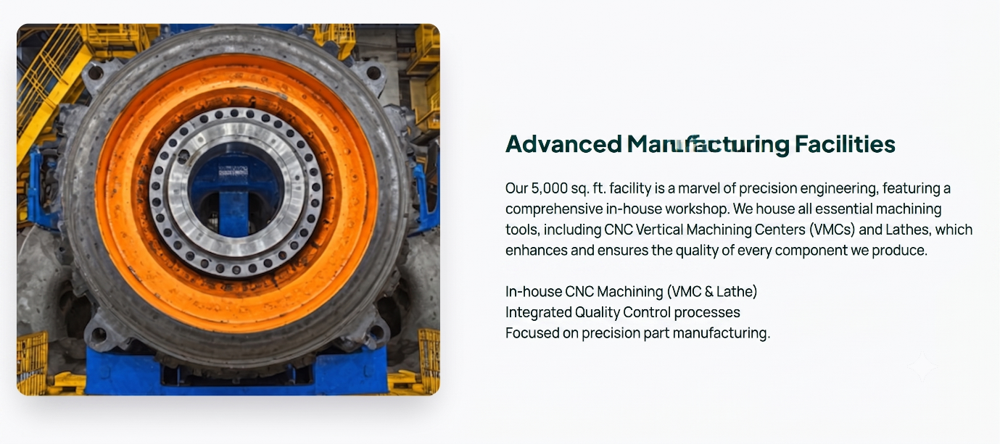 Advanced Manufacturing Facilities
Our 5,000 sq. ft. facility is a marvel of precision engineering, featuring a
comprehensive in-house workshop. We house all essential machining
tools, including CNC Vertical Machining Centers (VMCs) and Lathes, which
enhances and ensures the quality of every component we produce.
In-house CNC Machining (VMC & Lathe)
Integrated Quality Control processes
Focused on precision part manufacturing.